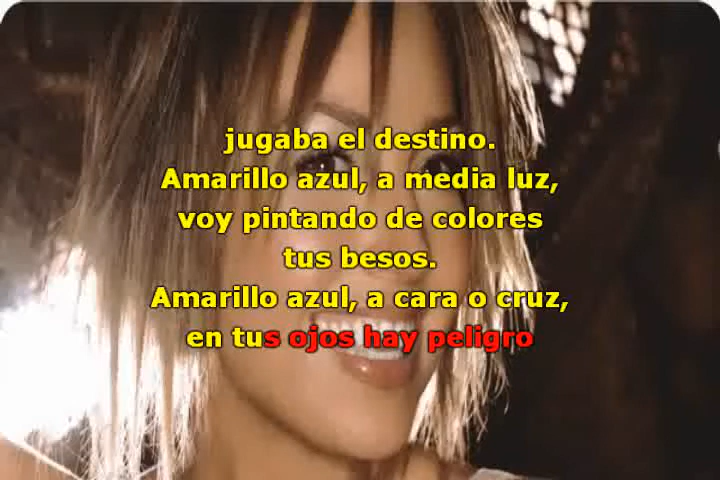 jugaba el destino.
Amarillo azul, a media luz,
voy pintando de colores
tus besos.
Amarillo azul, a cara o cruz,
en tus ojos hay peligro